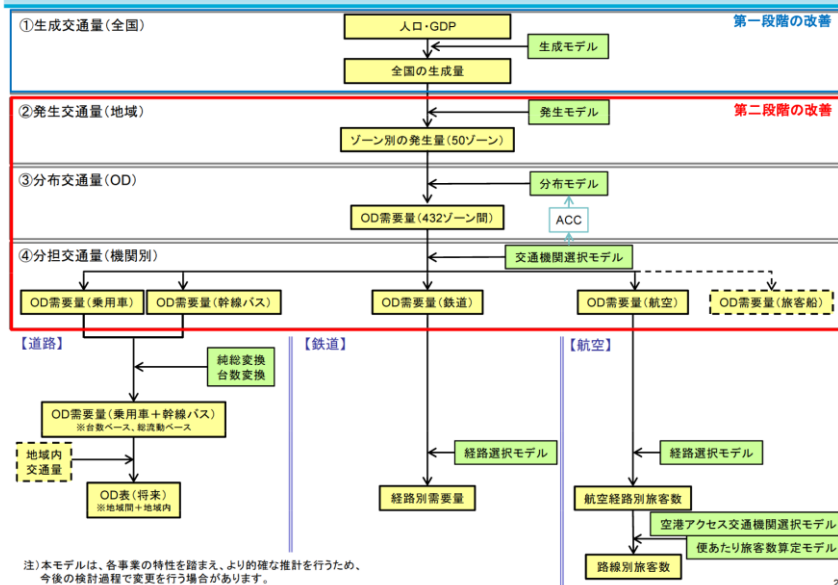 ①生成交通量(全国)
人口・GDP
第一段階の改善
生成モデル
全国の生成量
②発生交通量(地域)
発生モデル
第二段階の改善
ゾーン別の発生量(50ゾーン)
③分布交通量(OD)
分布モデル
OD需要量(432ゾーン間)
ACC
④分担交通量(機関別)
交通機関選択モデル
OD需要量(乗用車)
OD需要量(幹線バス)
OD需要量(鉄道)
OD需要量(航空)
OD需要量(旅客船)
【道路】
【鉄道】
【航空】
純総変換
台数変換
OD需要量(乗用車+幹線バス)
※台数ベース、総流動ベース
地域内
交通量
経路選択モデル
経路選択モデル
OD表(将来)
※地域間+地域内
経路別需要量
航空経路別旅客数
空港アクセス交通機関選択モデル
便あたり旅客数算定モデル
路線別旅客数
注)本モデルは、各事業の特性を踏まえ、より的確な推計を行うため、
今後の検討過程で変更を行う場合があります。